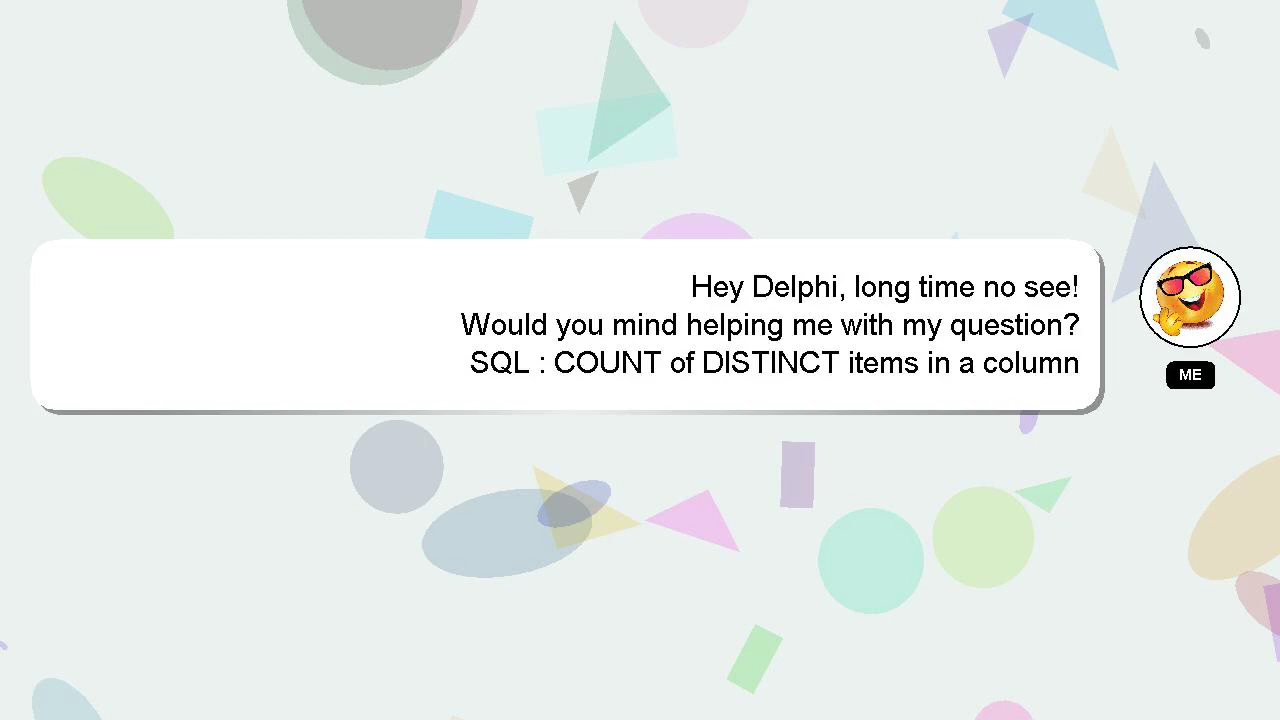 Hey Delphi, long time no see!
Would you mind helping me with my question?
SQL : COUNT of DISTINCT items in a column
ME